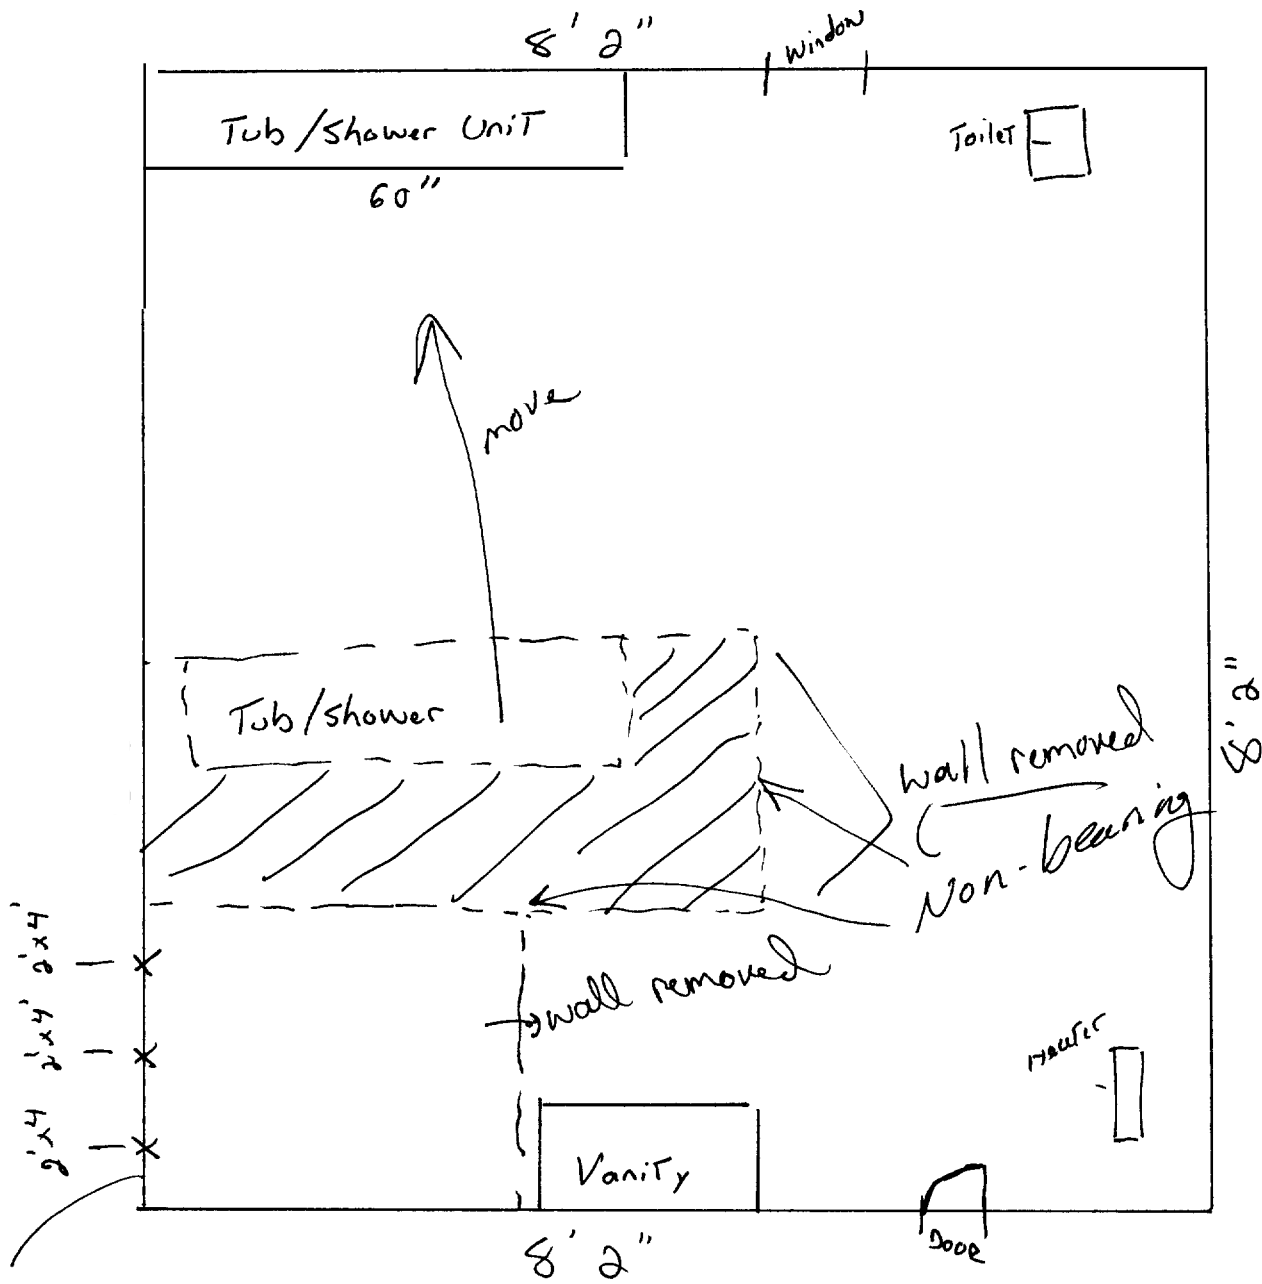 8' 2"
window
Tub/Shower UniT
ToileT
60"
move
Tub/Shower
8' 2"
wall removed
Non-bearing
2'x4'
2'x4'
2'x4
wall removed
Heater
VaniTy
Door
8' 2"